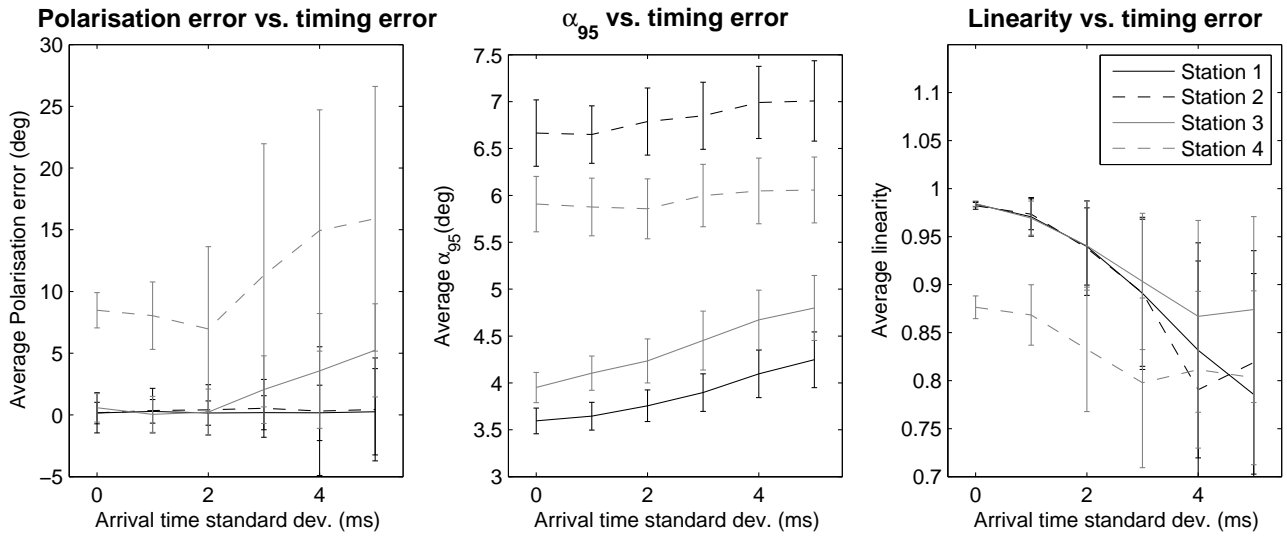 Polarisation error vs. timing error
30
25
20
15
10
5
0
−5
0 2 4
Average Polarisation error (deg)
Arrival time standard dev. (ms)
α95 vs. timing error
7.5
7
6.5
6
5.5
5
4.5
4
3.5
3
0 2 4
Average α95(deg)
Arrival time standard dev. (ms)
Linearity vs. timing error
1.1
1.05
1
0.95
0.9
0.85
0.8
0.75
0.7
0 2 4
Average linearity
Arrival time standard dev. (ms)
Station 1
Station 2
Station 3
Station 4